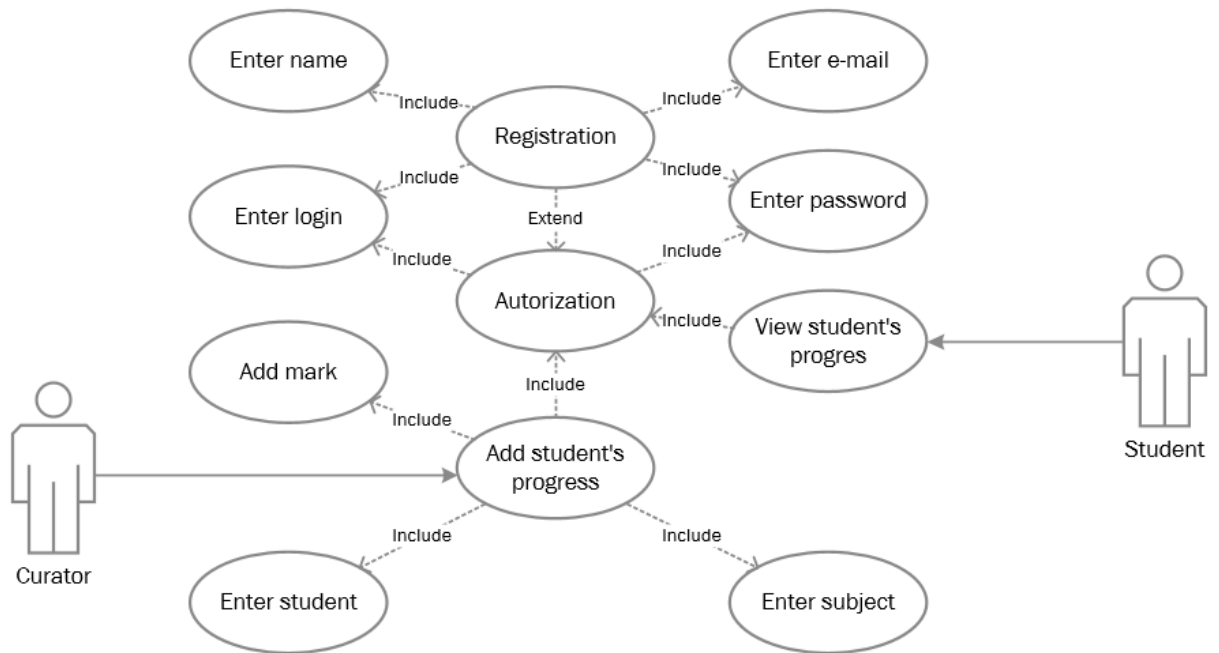 Enter name
Enter e-mail
Include
Include
Registration
Include
Include
Enter login
Enter password
Extend
Include
Include
Autorization
Include
View student's
progres
Add mark
Include
Include
Student
Add student's
progress
Include
Include
Curator
Enter student
Enter subject